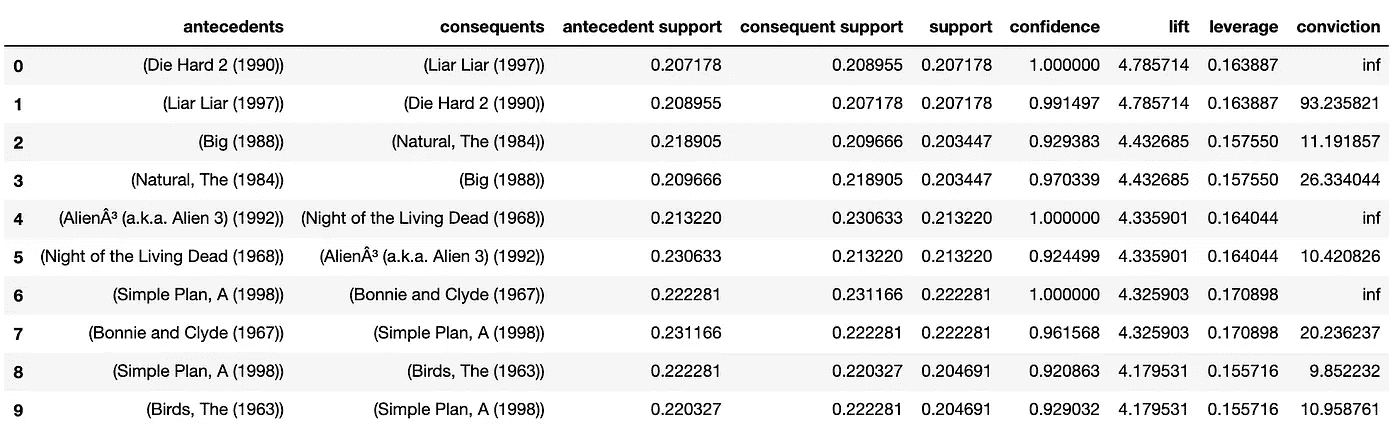 antecedents consequents antecedent support consequent support support confidence lift leverage conviction
0 (Die Hard 2 (1990)) (Liar Liar (1997)) 0.207178 0.208955 0.207178 1.000000 4.785714 0.163887 inf
1 (Liar Liar (1997)) (Die Hard 2 (1990)) 0.208955 0.207178 0.207178 0.991497 4.785714 0.163887 93.235821
2 (Big (1988)) (Natural, The (1984)) 0.218905 0.209666 0.203447 0.929383 4.432685 0.157550 11.191857
3 (Natural, The (1984)) (Big (1988)) 0.209666 0.218905 0.203447 0.970339 4.432685 0.157550 26.334044
4 (AlienÂ³ (a.k.a. Alien 3) (1992)) (Night of the Living Dead (1968)) 0.213220 0.230633 0.213220 1.000000 4.335901 0.164044 inf
5 (Night of the Living Dead (1968)) (AlienÂ³ (a.k.a. Alien 3) (1992)) 0.230633 0.213220 0.213220 0.924499 4.335901 0.164044 10.420826
6 (Simple Plan, A (1998)) (Bonnie and Clyde (1967)) 0.222281 0.231166 0.222281 1.000000 4.325903 0.170898 inf
7 (Bonnie and Clyde (1967)) (Simple Plan, A (1998)) 0.231166 0.222281 0.222281 0.961568 4.325903 0.170898 20.236237
8 (Simple Plan, A (1998)) (Birds, The (1963)) 0.222281 0.220327 0.204691 0.920863 4.179531 0.155716 9.852232
9 (Birds, The (1963)) (Simple Plan, A (1998)) 0.220327 0.222281 0.204691 0.929032 4.179531 0.155716 10.958761